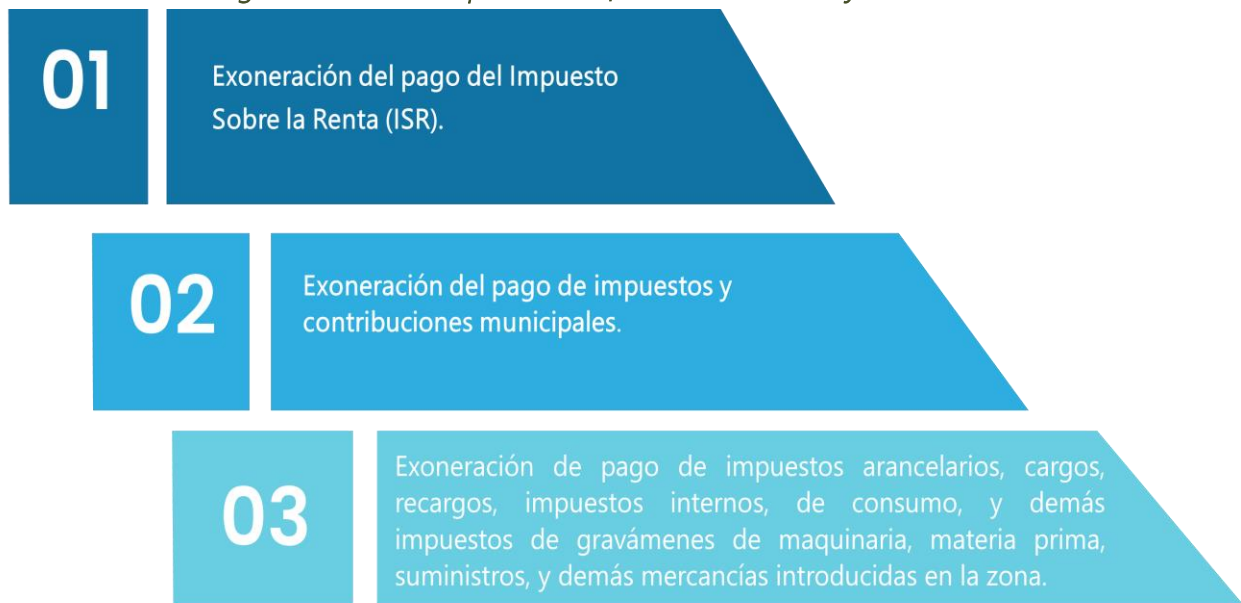 01
Exoneración del pago del Impuesto
Sobre la Renta (ISR).
02
Exoneración del pago de impuestos y
contribuciones municipales.
03
Exoneración de pago de impuestos arancelarios, cargos,
recargos, impuestos internos, de consumo, y demás
impuestos de gravámenes de maquinaria, materia prima,
suministros, y demás mercancías introducidas en la zona.